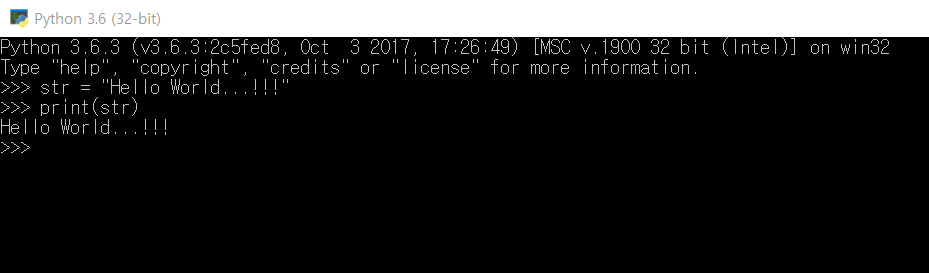 Python 3.6 (32-bit)
Python 3.6.3 (v3.6.3:2c5fed8, Oct  3 2017, 17:26:49) [MSC v.1900 32 bit (Intel)] on win32
Type "help", "copyright", "credits" or "license" for more information.
>>> str = "Hello World...!!!"
>>> print(str)
Hello World...!!!
>>>